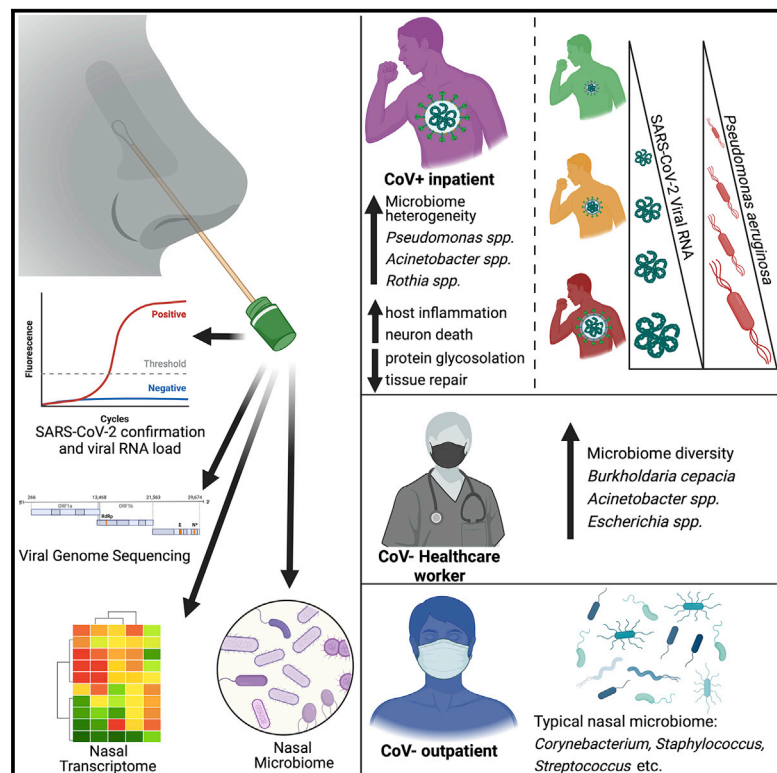 Fluorescence
Positive
Threshold
Negative
Cycles
SARS-CoV-2 confirmation
and viral RNA load
266
13,468
21,563
29,674
5'
3'
ORF1a
ORF1b
RdRp
E
N*
Viral Genome Sequencing
Nasal
Transcriptome
Nasal
Microbiome
CoV+ inpatient
Microbiome
heterogeneity
Pseudomonas spp.
Acinetobacter spp.
Rothia spp.
host inflammation
neuron death
protein glycosolation
tissue repair
SARS-CoV-2 Viral RNA
Pseudomonas aeruginosa
CoV- Healthcare
worker
Microbiome diversity
Burkholdaria cepacia
Acinetobacter spp.
Escherichia spp.
CoV- outpatient
Typical nasal microbiome:
Corynebacterium, Staphylococcus,
Streptococcus etc.